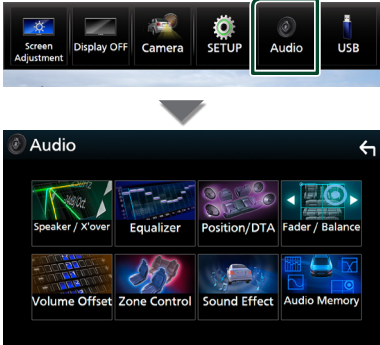 Screen
Adjustment
Display OFF
Camera
SETUP
Audio
USB
Audio
Speaker / X'over
Equalizer
Position/DTA
Fader / Balance
Volume Offset
Zone Control
Sound Effect
Audio Memory